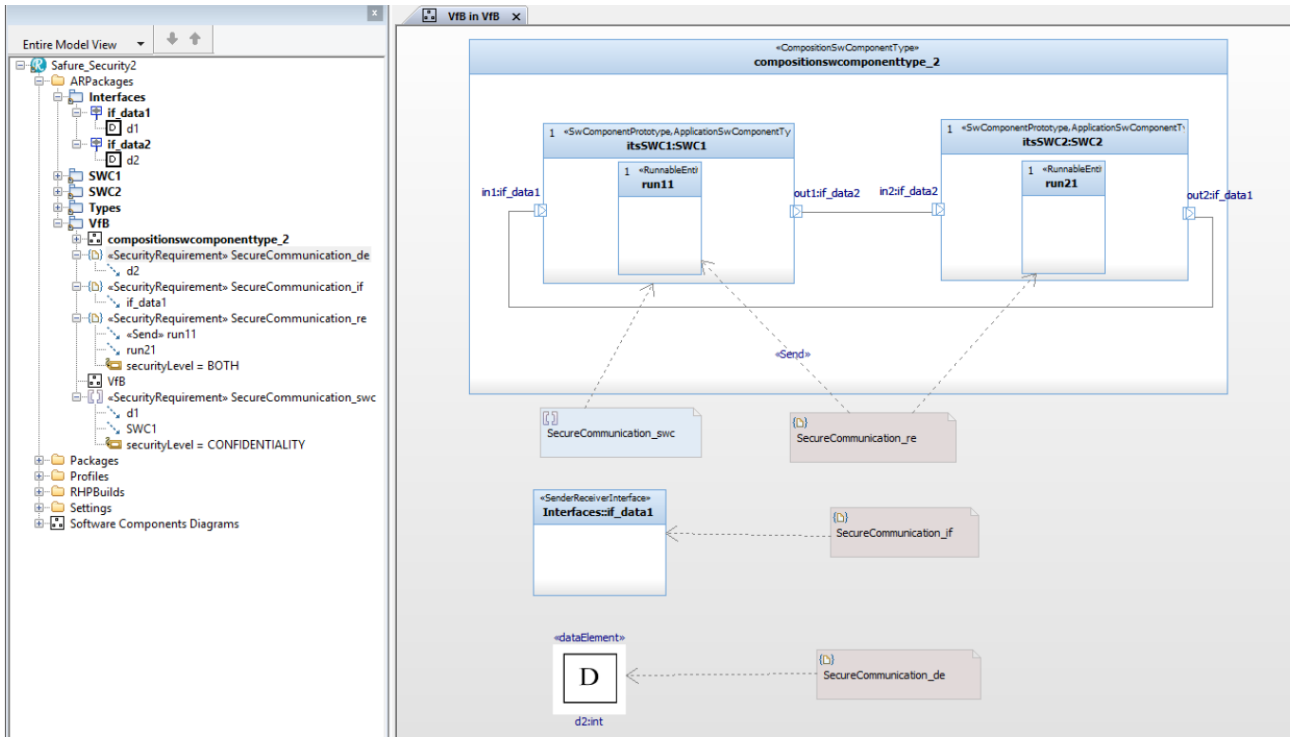 Entire Model View
Safure_Security2
ARPackages
Interfaces
if_data1
D d1
if_data2
D d2
SWC1
SWC2
Types
VfB
compositionswcomponenttype_2
«SecurityRequirement» SecureCommunication_de
d2
«SecurityRequirement» SecureCommunication_if
if_data1
«SecurityRequirement» SecureCommunication_re
«Send» run11
run21
securityLevel = BOTH
VfB
«SecurityRequirement» SecureCommunication_swc
d1
SWC1
securityLevel = CONFIDENTIALITY
Packages
Profiles
RHPBuilds
Settings
Software Components Diagrams
VfB in VfB
«CompositionSwComponentType»
compositionswcomponenttype_2
1 «SwComponentPrototype,ApplicationSwComponentTy
itsSWC1:SWC1
1 «RunnableEnti
run11
1 «SwComponentPrototype,ApplicationSwComponentTy
itsSWC2:SWC2
1 «RunnableEnti
run21
in1:if_data1
out1:if_data2
in2:if_data2
out2:if_data1
«Send»
SecureCommunication_swc
SecureCommunication_re
«SenderReceiverInterface»
Interfaces::if_data1
SecureCommunication_if
«dataElement»
D
d2:int
SecureCommunication_de